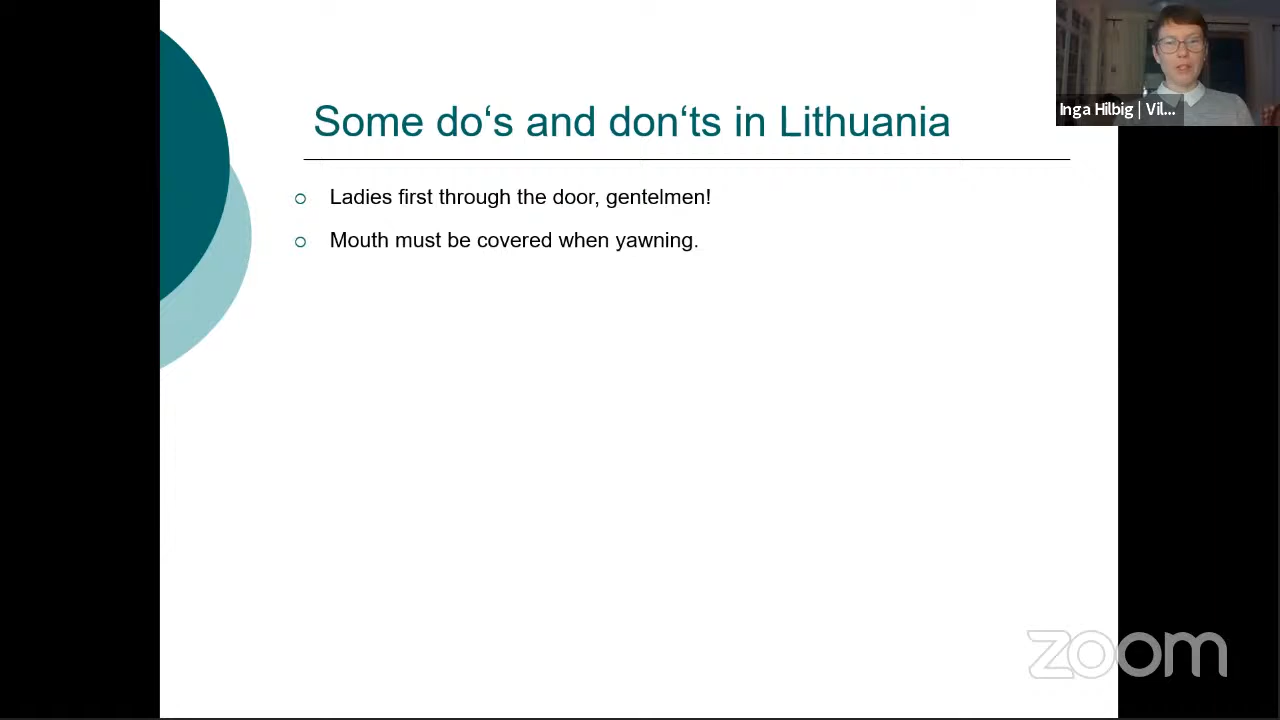 Inga Hilbig | Vil...
Some do‘s and don‘ts in Lithuania
Ladies first through the door, gentelmen!
Mouth must be covered when yawning.
zoom